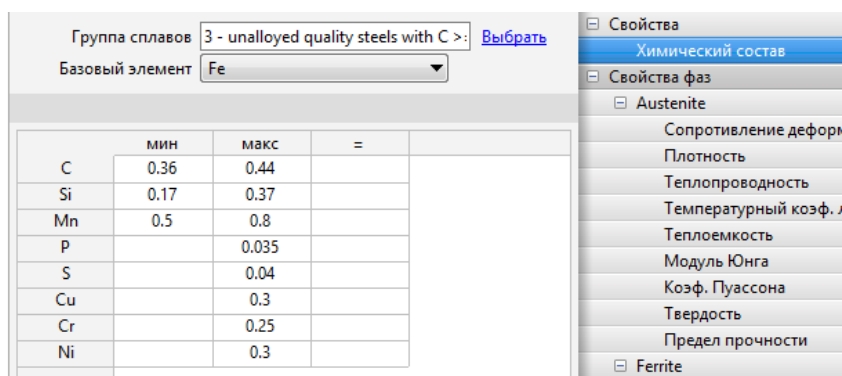 Группа сплавов 3 - unalloyed quality steels with C >: Выбрать
Базовый элемент Fe
мин макс =
C 0.36 0.44
Si 0.17 0.37
Mn 0.5 0.8
P 0.035
S 0.04
Cu 0.3
Cr 0.25
Ni 0.3
Свойства
Химический состав
Свойства фаз
Austenite
Сопротивление дефор
Плотность
Теплопроводность
Температурный коэф.
Теплоемкость
Модуль Юнга
Коэф. Пуассона
Твердость
Предел прочности
Ferrite